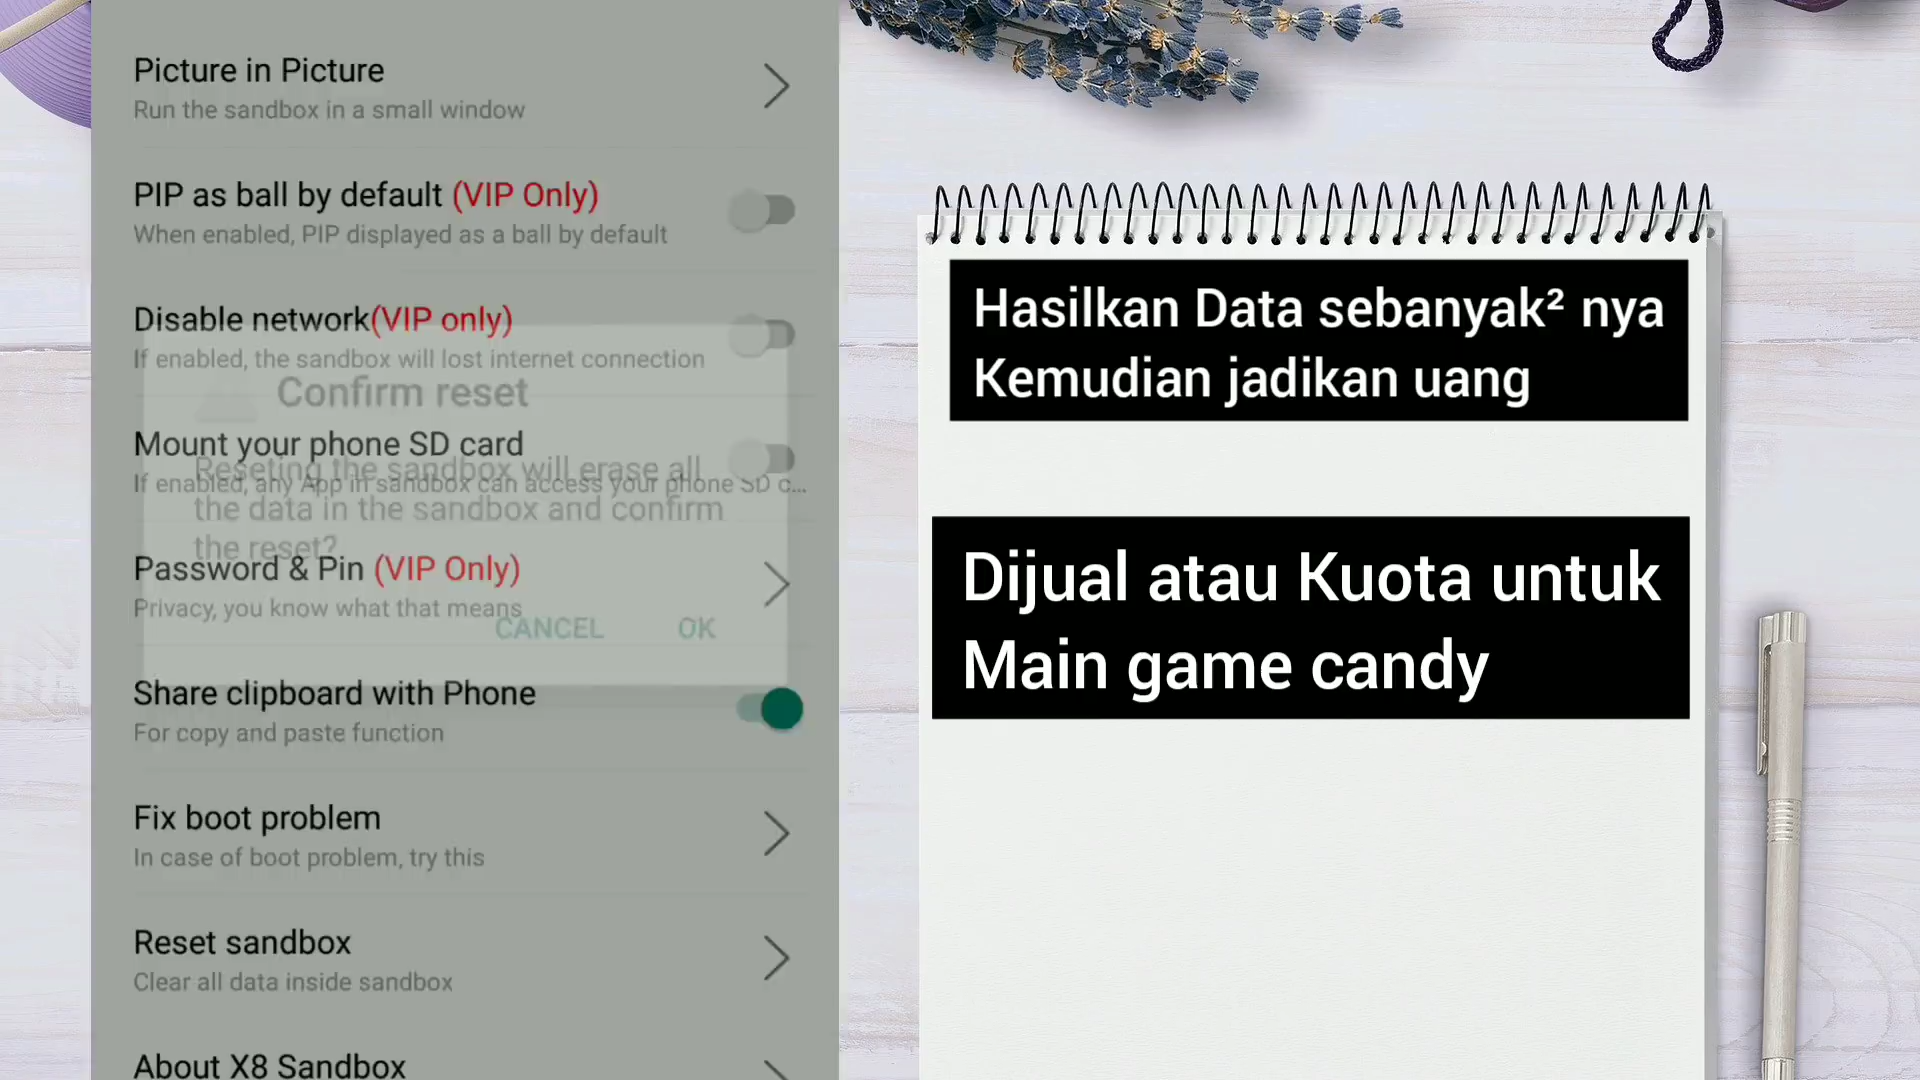 Picture in Picture
Run the sandbox in a small window
PIP as ball by default (VIP Only)
When enabled, PIP displayed as a ball by default
Disable network(VIP only)
If enabled, the sandbox will lost internet connection
Confirm reset
Mount your phone SD card
If enabled, any App in sandbox can access your phone SD c...
Reseting the sandbox will erase all
the data in the sandbox and confirm
the reset?
Password & Pin (VIP Only)
Privacy, you know what that means
CANCEL OK
Share clipboard with Phone
For copy and paste function
Fix boot problem
In case of boot problem, try this
Reset sandbox
Clear all data inside sandbox
About X8 Sandbox
Hasilkan Data sebanyak² nya
Kemudian jadikan uang
Dijual atau Kuota untuk
Main game candy